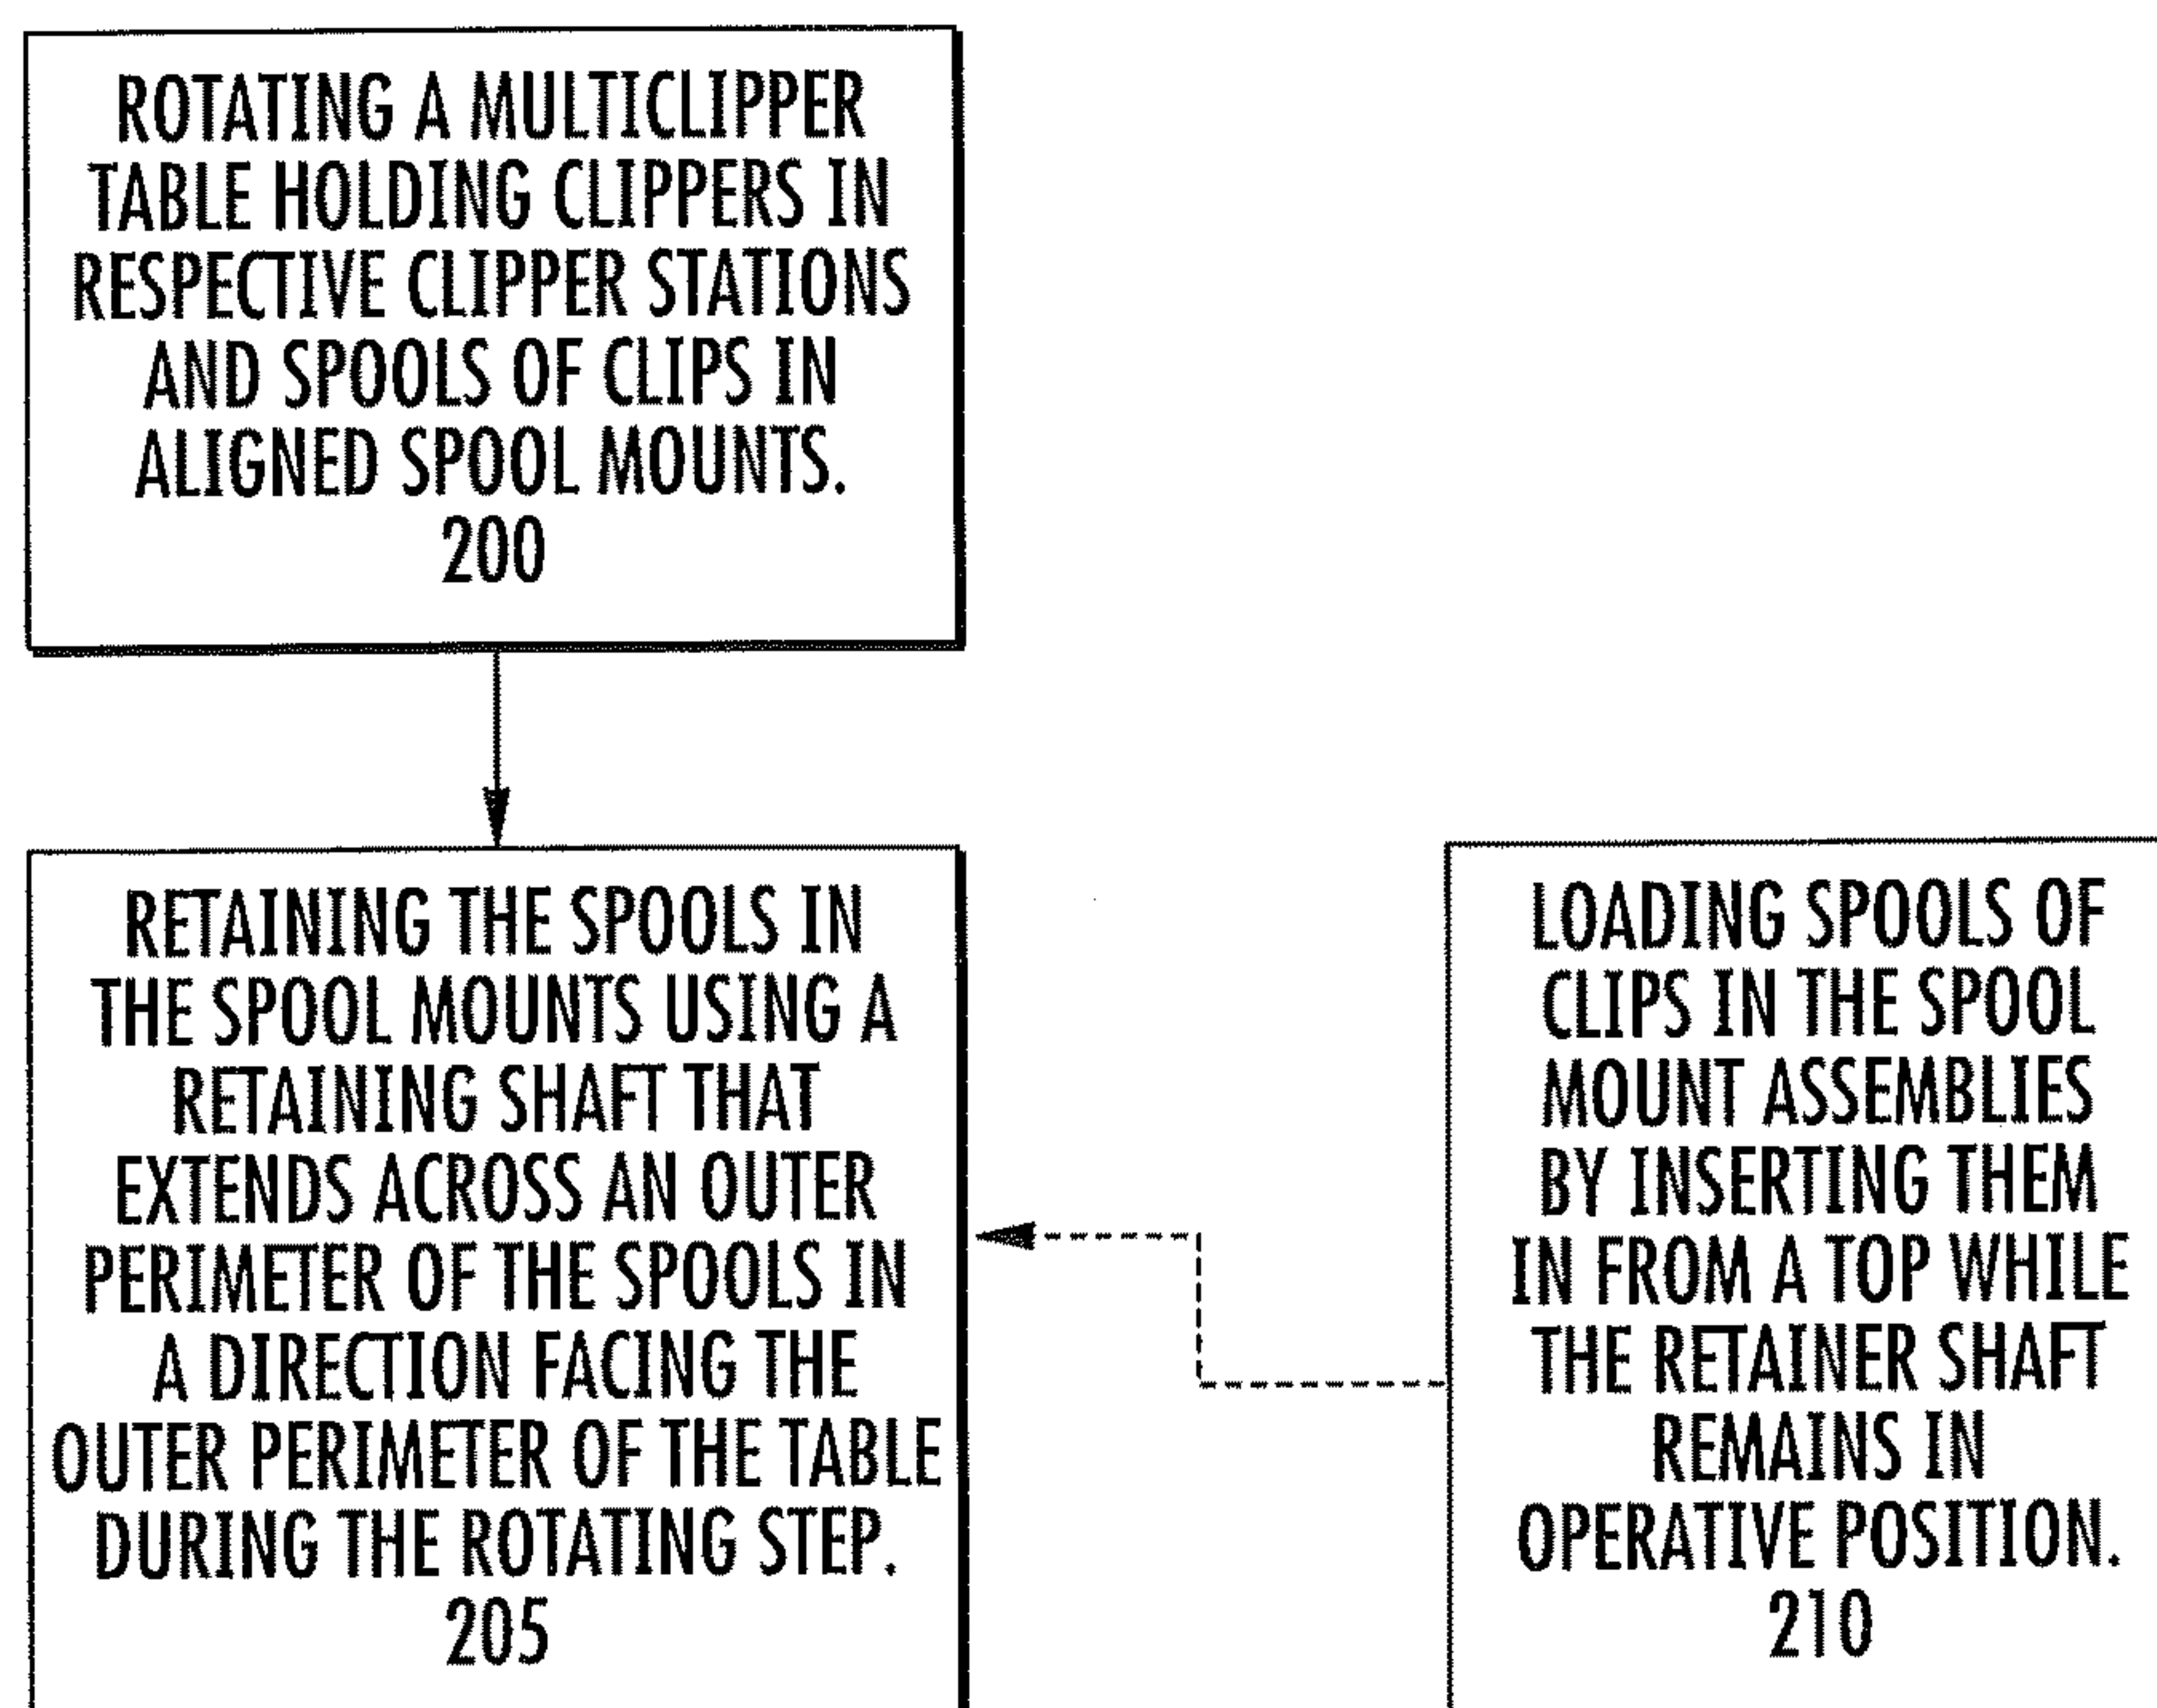 ROTATING A MULTICLIPPER
TABLE HOLDING CLIPPERS IN
RESPECTIVE CLIPPER STATIONS
AND SPOOLS OF CLIPS IN
ALIGNED SPOOL MOUNTS.
200
RETAINING THE SPOOLS IN
THE SPOOL MOUNTS USING A
RETAINING SHAFT THAT
EXTENDS ACROSS AN OUTER
PERIMETER OF THE SPOOLS IN
A DIRECTION FACING THE
OUTER PERIMETER OF THE TABLE
DURING THE ROTATING STEP.
205
LOADING SPOOLS OF
CLIPS IN THE SPOOL
MOUNT ASSEMBLIES
BY INSERTING THEM
IN FROM A TOP WHILE
THE RETAINER SHAFT
REMAINS IN
OPERATIVE POSITION.
210